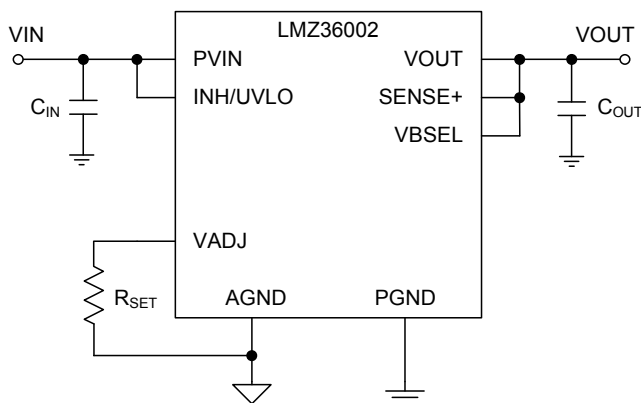 LMZ36002
VIN
VOUT
PVIN
VOUT
INH/UVLO
SENSE+
C_IN
C_OUT
VBSEL
VADJ
R_SET
AGND
PGND